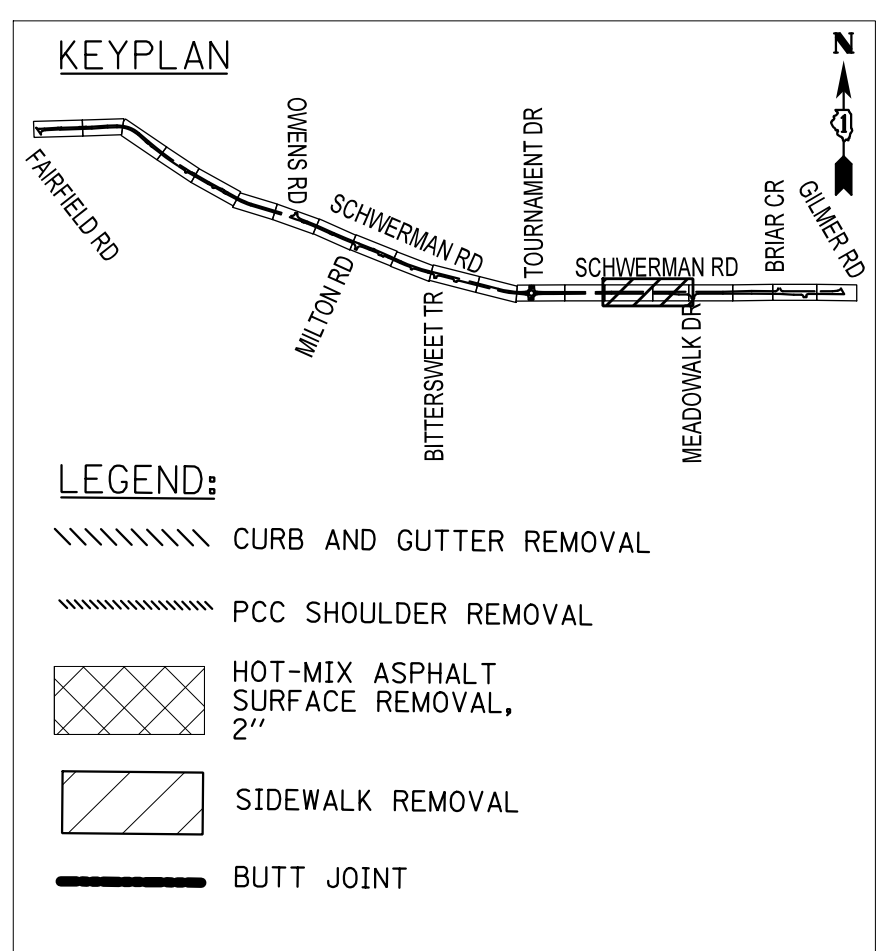 KEYPLAN
N
1
FAIRFIELD RD
OWENS RD
SCHWERMAN RD
MILTON RD
BITTERSWEET TR
TOURNAMENT DR
SCHWERMAN RD
MEADOWALK DR
BRIAR CR
GILMER RD
LEGEND:
CURB AND GUTTER REMOVAL
PCC SHOULDER REMOVAL
HOT-MIX ASPHALT
SURFACE REMOVAL,
2"
SIDEWALK REMOVAL
BUTT JOINT